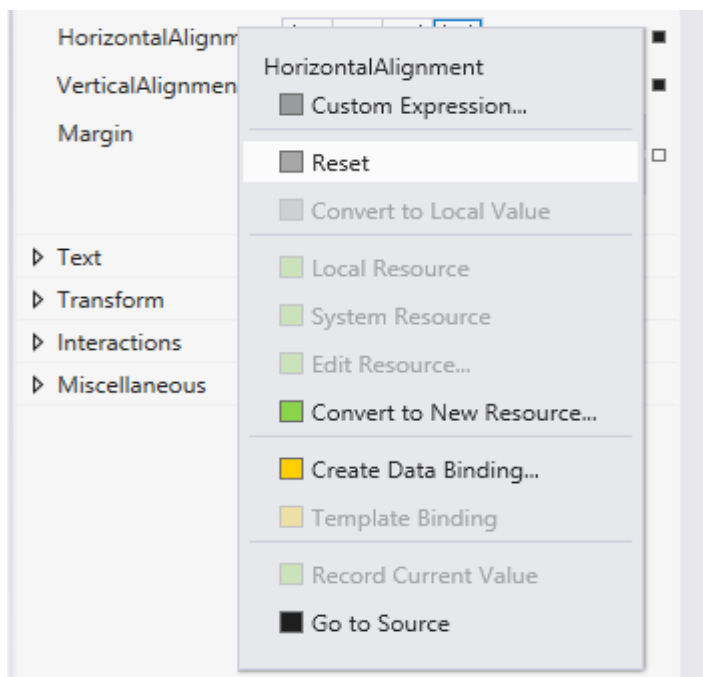 HorizontalAlignm
HorizontalAlignment
VerticalAlignmen
Custom Expression...
Margin
Reset
Convert to Local Value
Text
Local Resource
Transform
System Resource
Interactions
Edit Resource...
Miscellaneous
Convert to New Resource...
Create Data Binding...
Template Binding
Record Current Value
Go to Source